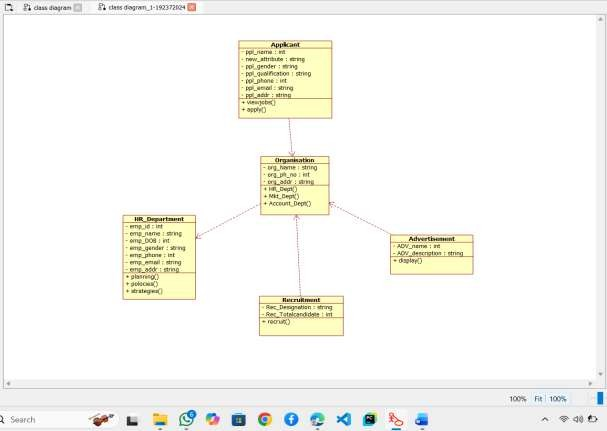 class diagram
class diagram_1-192372024
Applicant
- ppl_name : int
- new_attribute : string
- ppl_gender : string
- ppl_qualification : string
- ppl_phone : int
- ppl_email : string
- ppl_addr : string
+ viewjobs()
+ apply()
Organisation
- org_Name : string
- org_ph_no : int
- org_addr : string
+ HR_Dept()
+ Mkt_Dept()
+ Account_Dept()
HR_Department
- emp_id : int
- emp_name : string
- emp_DOB : int
- emp_gender : string
- emp_phone : int
- emp_email : string
- emp_addr : string
+ planning()
+ polocies()
+ strategies()
Advertisement
- ADV_name : int
- ADV_description : string
+ display()
Recruitment
- Rec_Designation : string
- Rec_Totalcandidate : int
+ recruit()
100% Fit 100%
Search